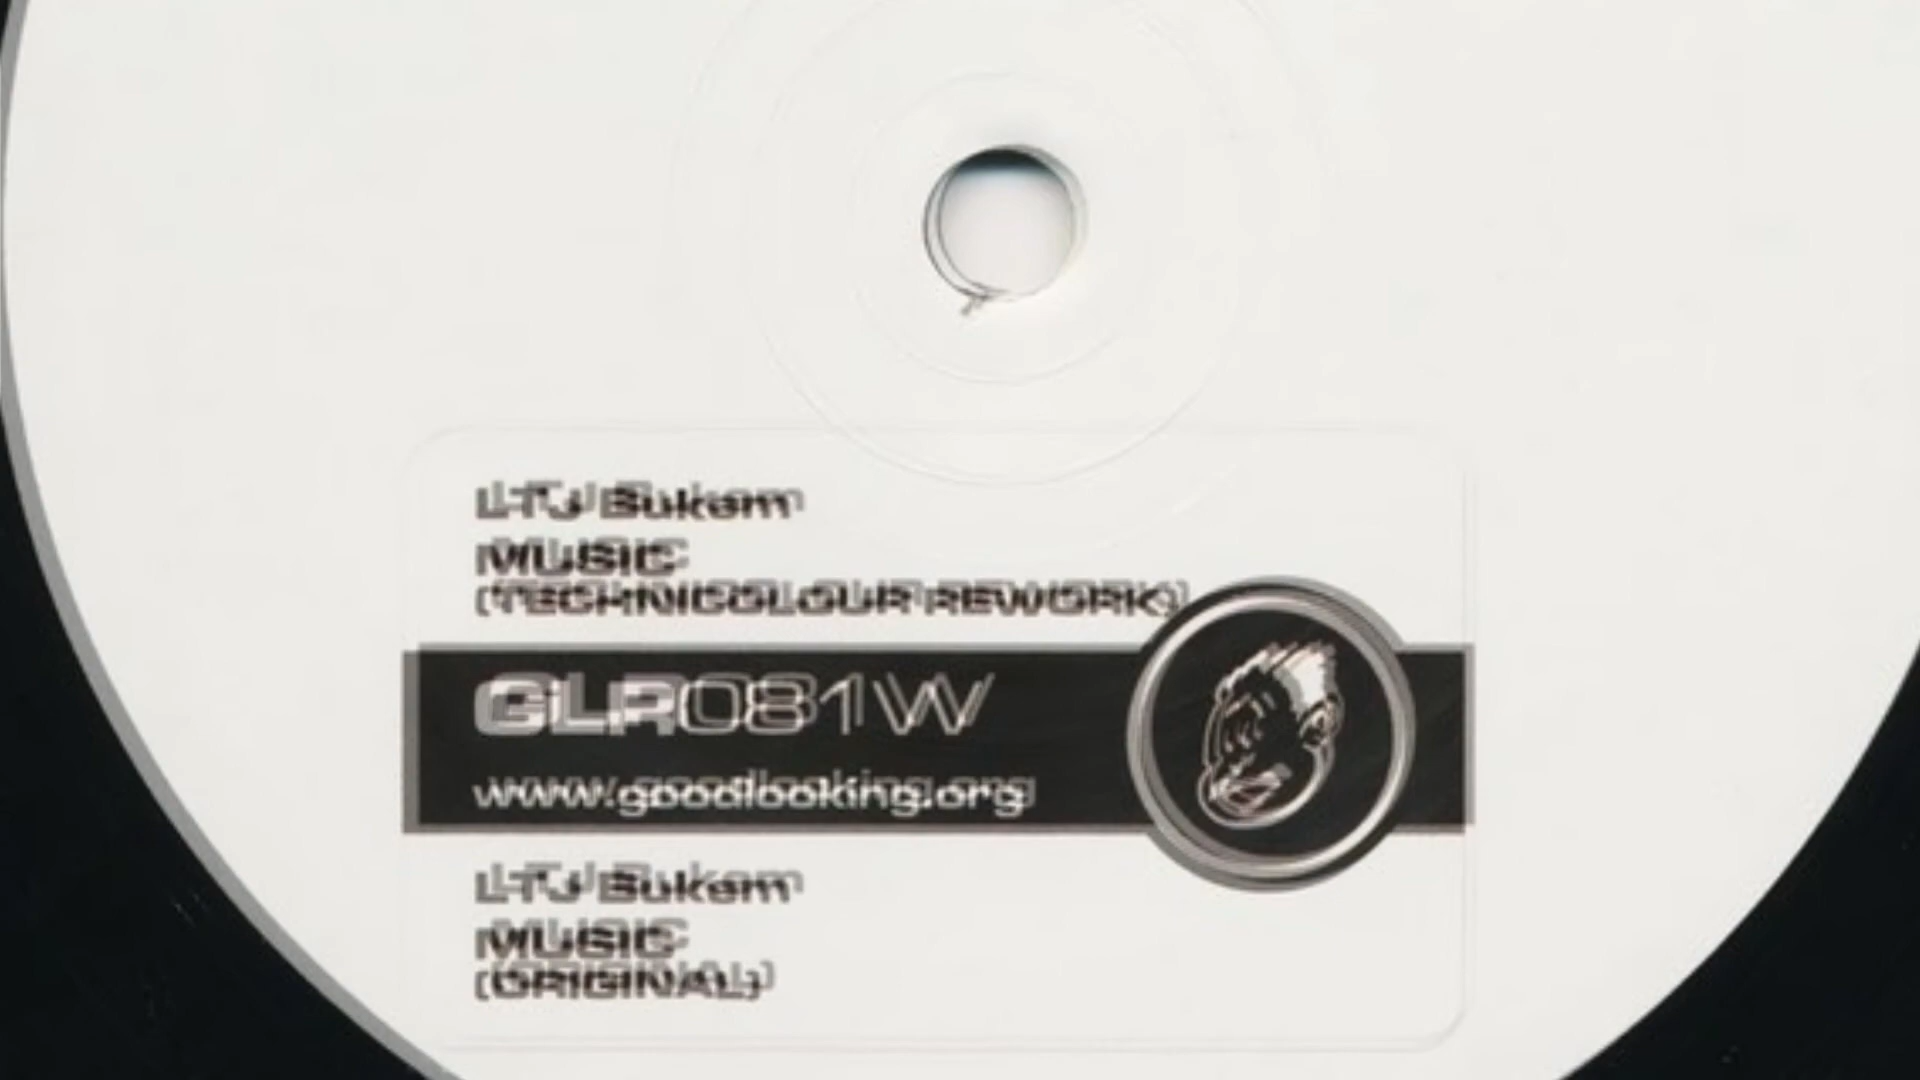 LTJ Bukem
MUSIC
(TECHNICOLOUR REWORK)
GLR081W
www.goodlooking.org
LTJ Bukem
MUSIC
(ORIGINAL)